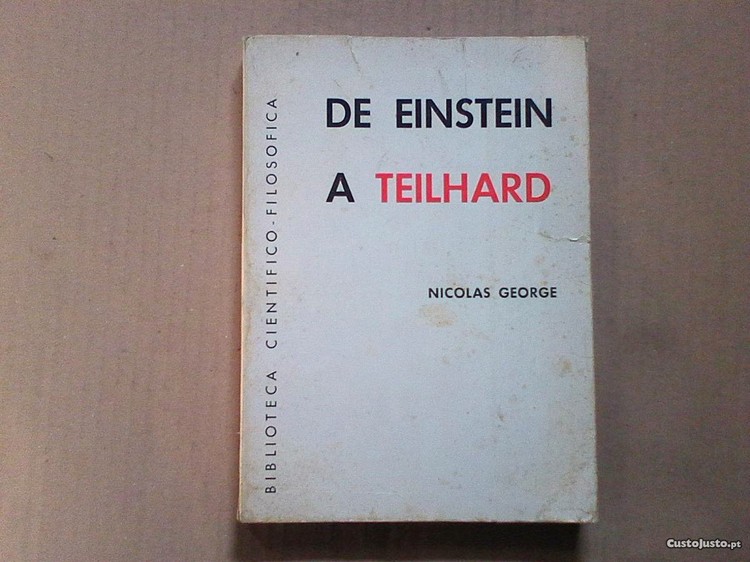 DE EINSTEIN
A TEILHARD
NICOLAS GEORGE
BIBLIOTECA CIENTIFICO-FILOSOFICA
CustoJusto.pt